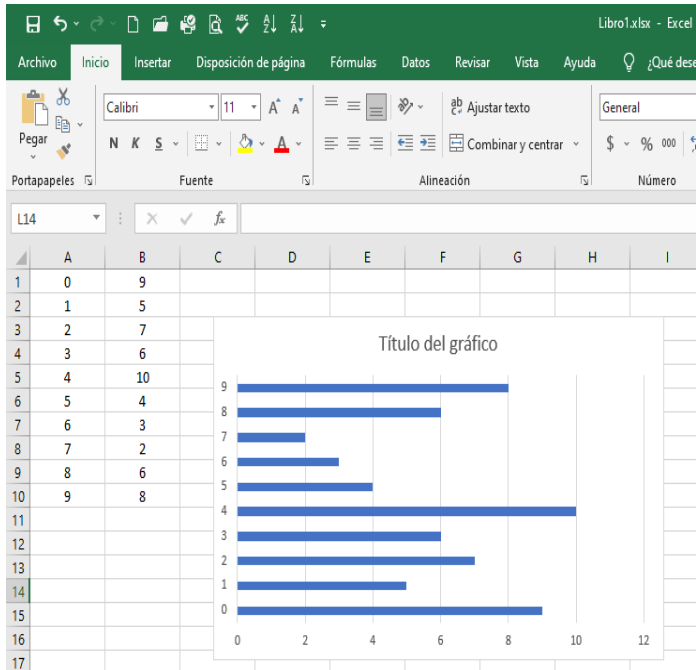 Libro1.xlsx - Excel
Archivo Inicio Insertar Disposición de página Fórmulas Datos Revisar Vista Ayuda ¿Qué dese
Calibri 11 A A ab Ajustar texto General
Pegar N K S A Combinar y centrar $ % 000
Portapapeles Fuente Alineación Número
L14 fx
A B C D E F G H I
1 0 9
2 1 5
3 2 7
4 3 6
5 4 10
6 5 4
7 6 3
8 7 2
9 8 6
10 9 8
11
12
13
14
15
16
17
Título del gráfico
9
8
7
6
5
4
3
2
1
0
0 2 4 6 8 10 12